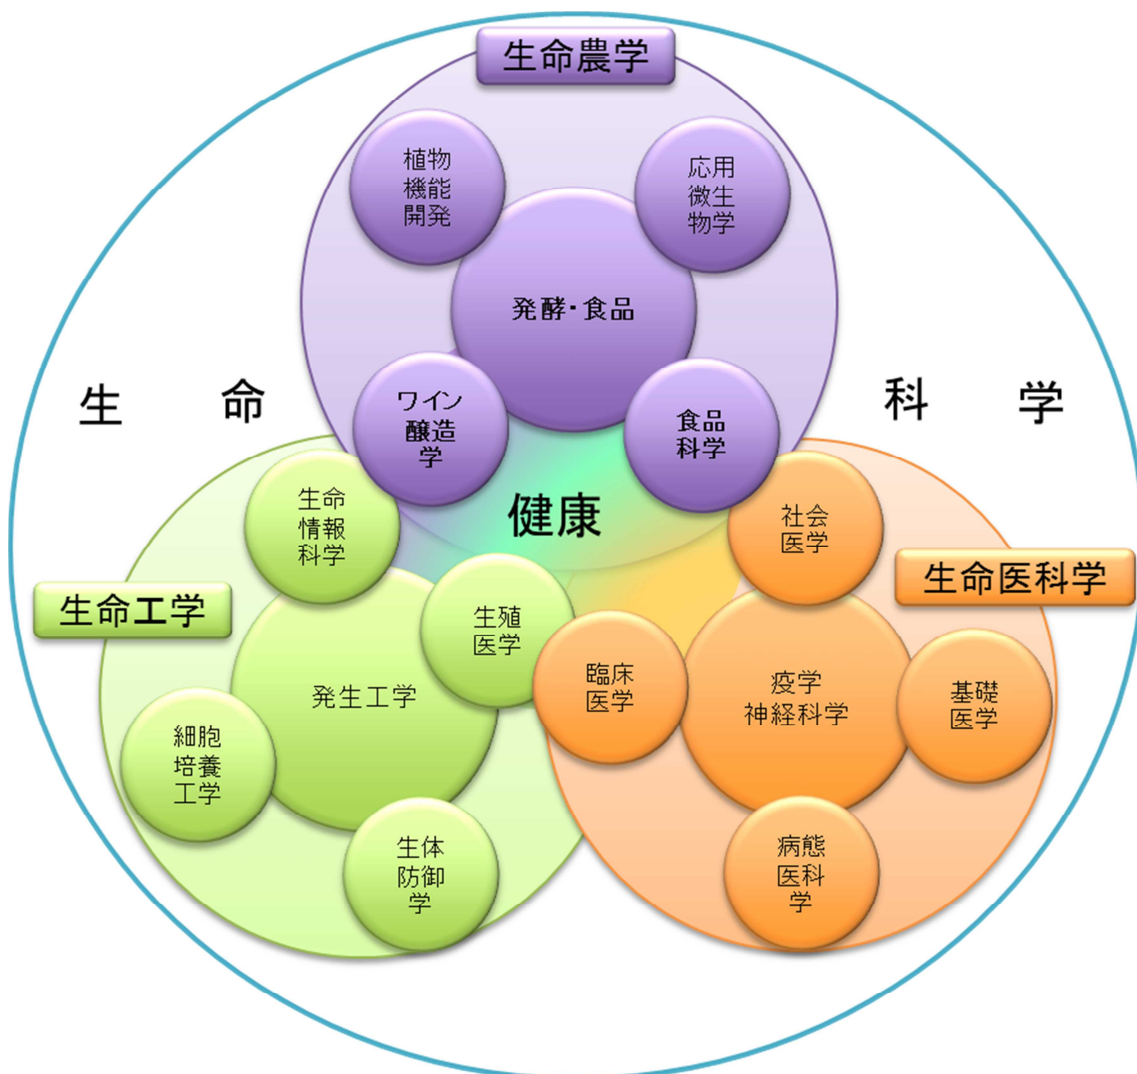 生命農学
植物
機能
開発
応用
微生
物学
発酵・食品
ワイン
醸造
学
食品
科学
生 命 科 学
健康
生命工学
生命
情報
科学
生殖
医学
発生工学
細胞
培養
工学
生体
防御
学
生命医科学
社会
医学
臨床
医学
疫学
神経科学
基礎
医学
病態
医科
学